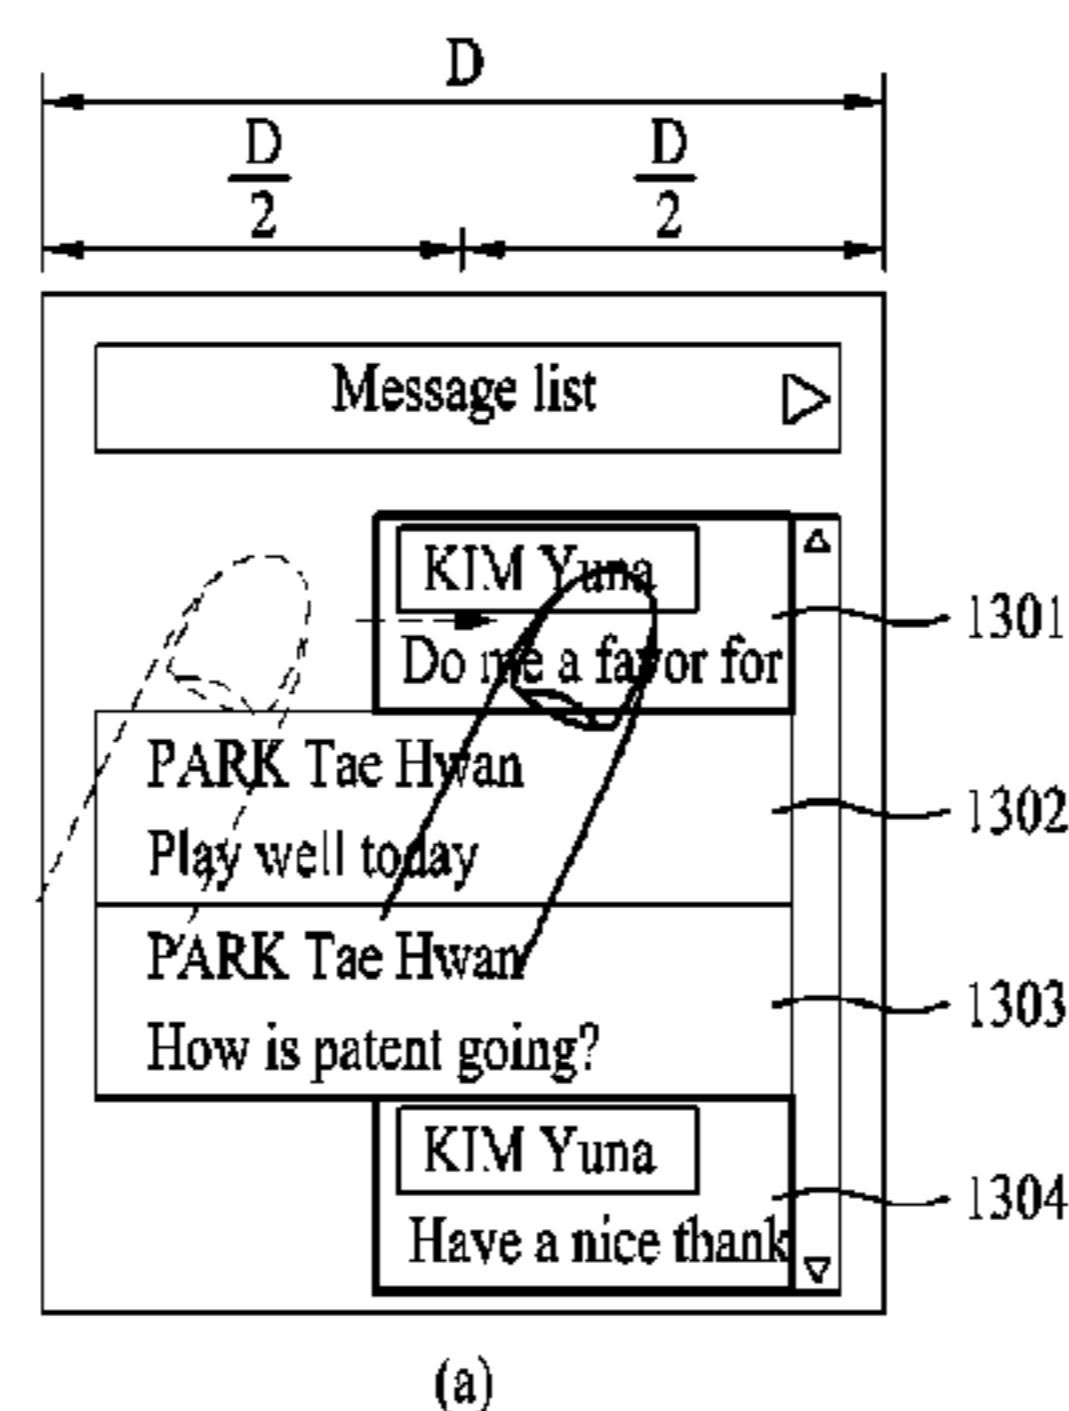 D
D
2
D
2
Message list
KIM Yuna
Do me a favor for
1301
PARK Tae Hwan
Play well today
1302
PARK Tae Hwan
How is patent going?
1303
KIM Yuna
Have a nice thank
1304
(a)